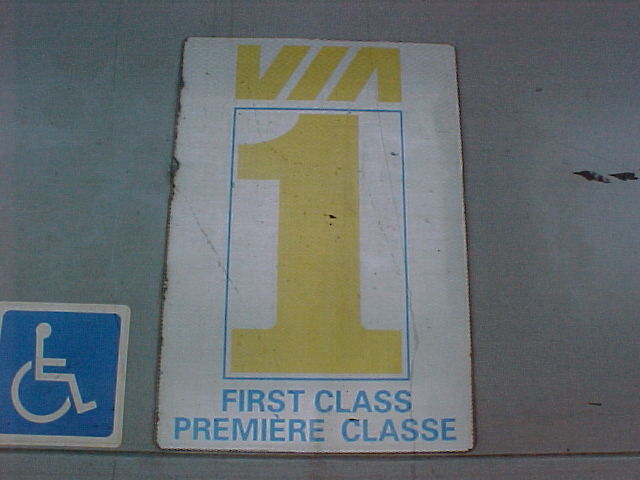 VIA
1
FIRST CLASS
PREMIÈRE CLASSE